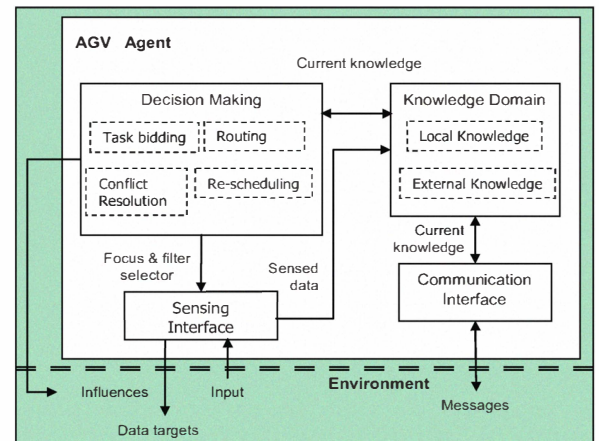 AGV Agent
Current knowledge
Decision Making
Task bidding
Routing
Conflict
Resolution
Re-scheduling
Knowledge Domain
Local Knowledge
External Knowledge
Focus & filter
selector
Sensed
data
Current
knowledge
Sensing
Interface
Communication
Interface
Environment
Influences
Input
Data targets
Messages